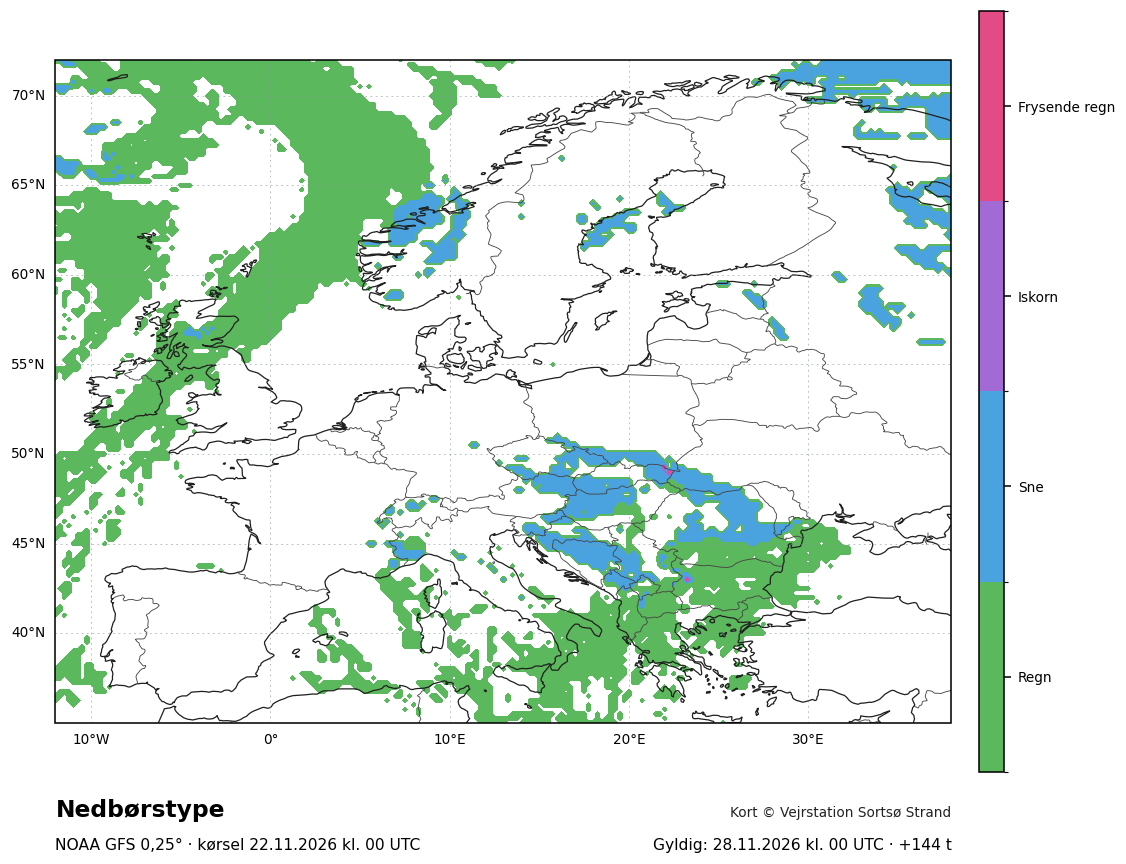 70°N
65°N
60°N
55°N
50°N
45°N
40°N
10°W
0°
10°E
20°E
30°E
Frysende regn
Iskorn
Sne
Regn
Nedbørstype
Kort © Vejrstation Sortsø Strand
NOAA GFS 0,25° · kørsel 22.11.2026 kl. 00 UTC
Gyldig: 28.11.2026 kl. 00 UTC · +144 t